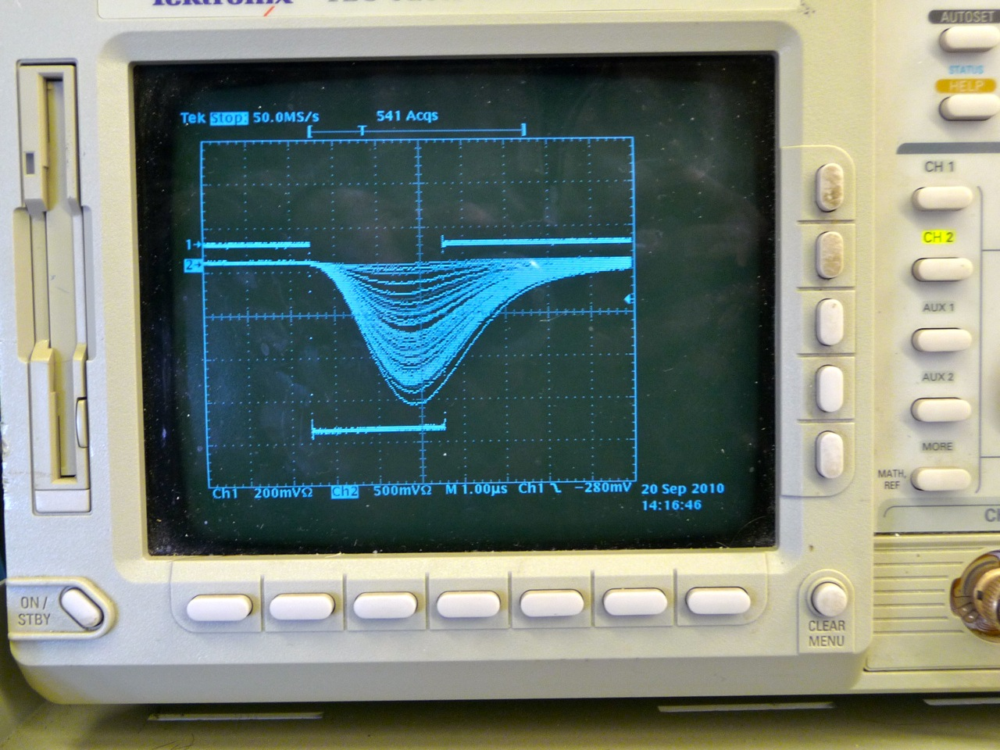 Tektronix
AUTOSET
STATUS
HELP
Tek Stop: 50.0MS/s 541 Acqs
T
CH 1
CH 2
1→
2→
AUX 1
AUX 2
MORE
MATH,
REF
Ch1 200mVΩ Ch2 500mVΩ M 1.00µs Ch1 -280mV
20 Sep 2010
14:16:46
ON /
STBY
CLEAR
MENU